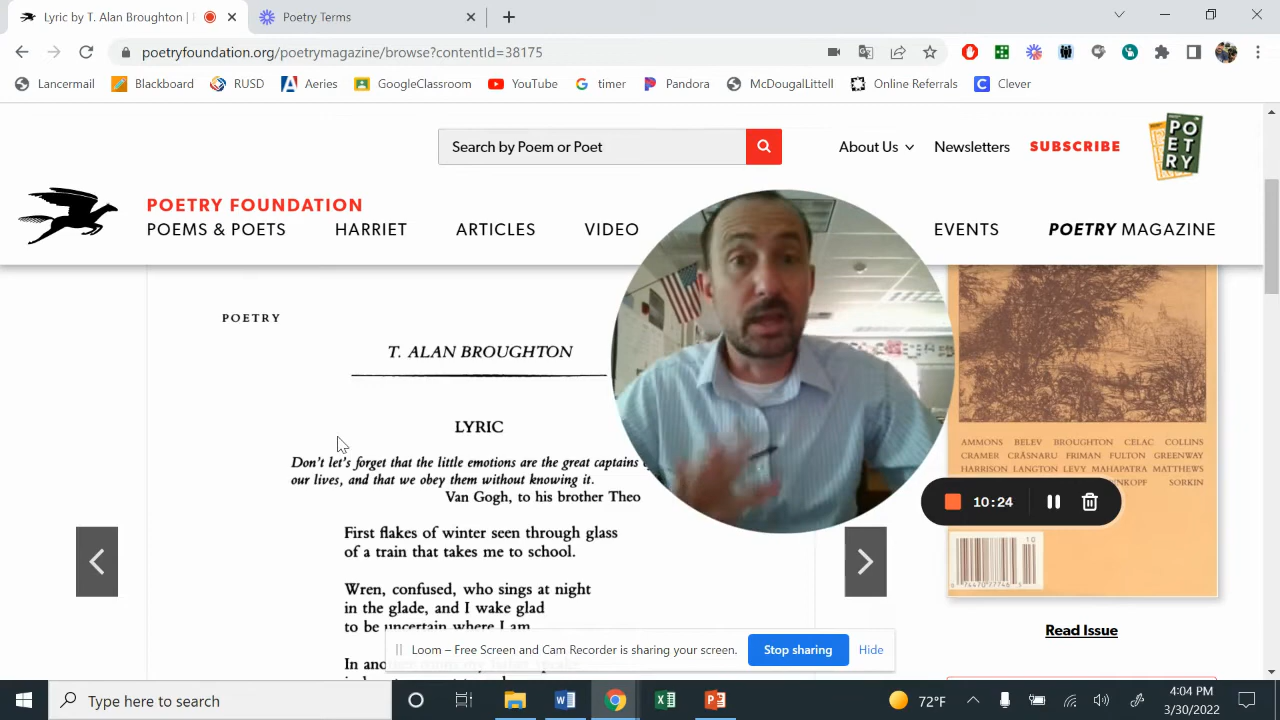 Lyric by T. Alan Broughton |
Poetry Terms
poetryfoundation.org/poetrymagazine/browse?contentId=38175
Lancermail Blackboard RUSD Aeries GoogleClassroom YouTube timer Pandora McDougalLittell Online Referrals Clever
Search by Poem or Poet
About Us Newsletters SUBSCRIBE
POETRY
POETRY FOUNDATION
POEMS & POETS HARRIET ARTICLES VIDEO EVENTS POETRY MAGAZINE
POETRY
T. ALAN BROUGHTON
LYRIC
Don't let's forget that the little emotions are the great captains
our lives, and that we obey them without knowing it.
Van Gogh, to his brother Theo
First flakes of winter seen through glass
of a train that takes me to school.
Wren, confused, who sings at night
in the glade, and I wake glad
to be uncertain where I am.
AMMONS BELEV BROUGHTON CELAC COLLINS
CRAMER CRĂSNARU FRIMAN FULTON GREENWAY
HARRISON LANGTON LEVY MAHAPATRA MATTHEWS
SORKIN
10:24
10
Read Issue
Loom – Free Screen and Cam Recorder is sharing your screen. Stop sharing Hide
Type here to search
72°F
4:04 PM
3/30/2022